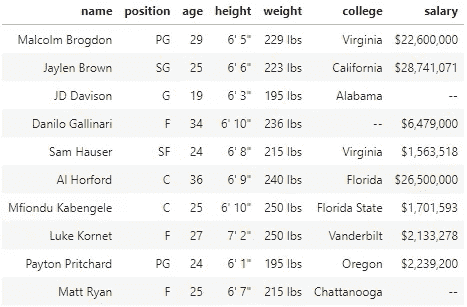 name position age height weight college salary
Malcolm Brogdon PG 29 6' 5" 229 lbs Virginia $22,600,000
Jaylen Brown SG 25 6' 6" 223 lbs California $28,741,071
JD Davison G 19 6' 3" 195 lbs Alabama --
Danilo Gallinari F 34 6' 10" 236 lbs -- $6,479,000
Sam Hauser SF 24 6' 8" 215 lbs Virginia $1,563,518
Al Horford C 36 6' 9" 240 lbs Florida $26,500,000
Mfiondu Kabengele C 25 6' 10" 250 lbs Florida State $1,701,593
Luke Kornet F 27 7' 2" 250 lbs Vanderbilt $2,133,278
Payton Pritchard PG 24 6' 1" 195 lbs Oregon $2,239,200
Matt Ryan F 25 6' 7" 215 lbs Chattanooga --